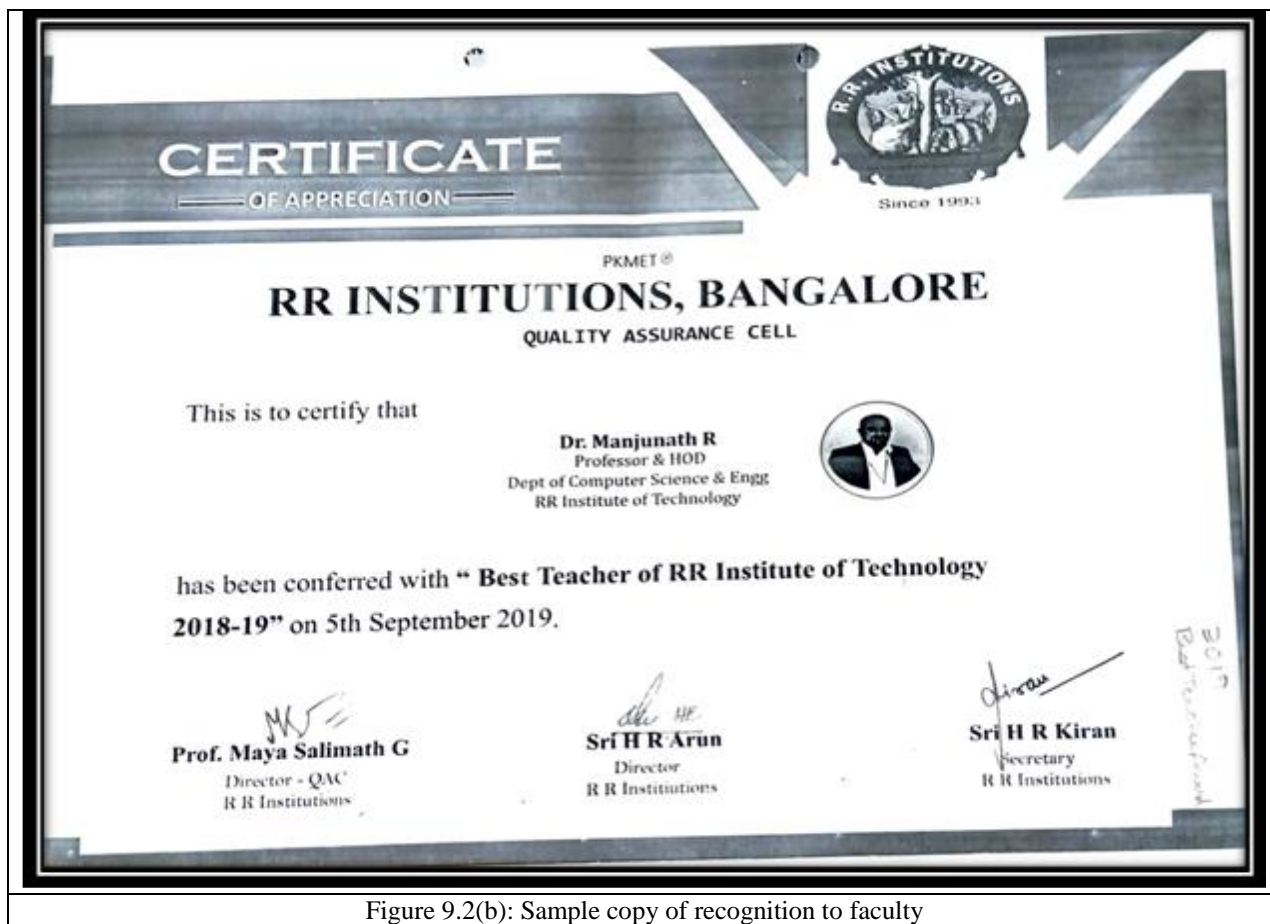 CERTIFICATE
OF APPRECIATION
R.R. INSTITUTIONS
Since 1993
PKMET®
RR INSTITUTIONS, BANGALORE
QUALITY ASSURANCE CELL
This is to certify that
Dr. Manjunath R
Professor & HOD
Dept of Computer Science & Engg
RR Institute of Technology
has been conferred with “ Best Teacher of RR Institute of Technology
2018-19” on 5th September 2019.
Prof. Maya Salimath G
Director - QAC
R R Institutions
Sri H R Arun
Director
R R Institiutions
Sri H R Kiran
Secretary
R R Institutions
Best Teacher
Figure 9.2(b): Sample copy of recognition to faculty